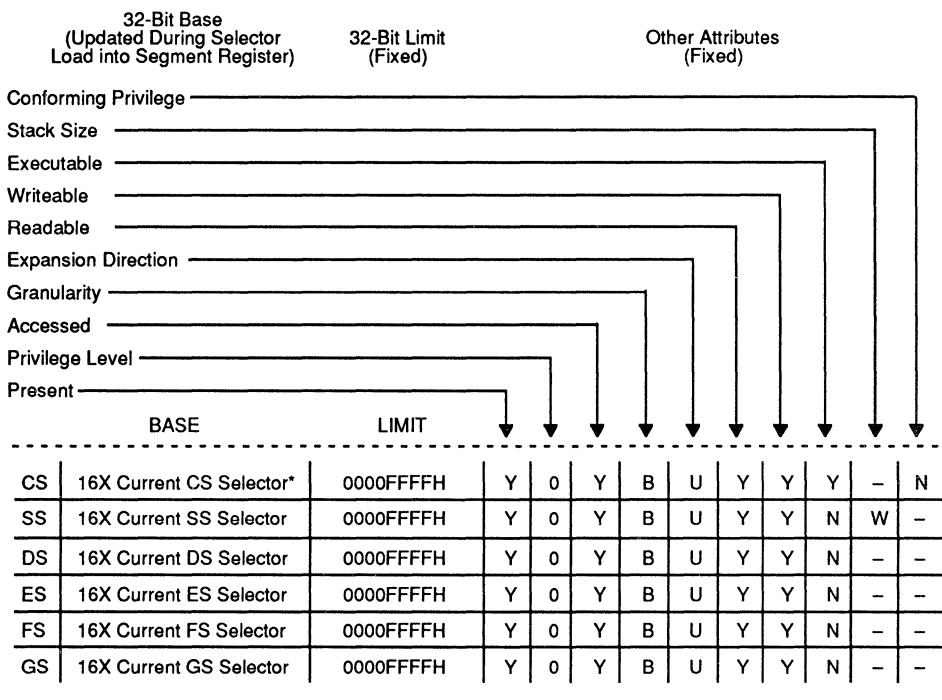 32-Bit Base
(Updated During Selector
Load into Segment Register)
32-Bit Limit
(Fixed)
Other Attributes
(Fixed)
Conforming Privilege
Stack Size
Executable
Writeable
Readable
Expansion Direction
Granularity
Accessed
Privilege Level
Present
BASE LIMIT
CS 16X Current CS Selector* 0000FFFFH Y 0 Y B U Y Y Y – N
SS 16X Current SS Selector 0000FFFFH Y 0 Y B U Y Y N W –
DS 16X Current DS Selector 0000FFFFH Y 0 Y B U Y Y N – –
ES 16X Current ES Selector 0000FFFFH Y 0 Y B U Y Y N – –
FS 16X Current FS Selector 0000FFFFH Y 0 Y B U Y Y N – –
GS 16X Current GS Selector 0000FFFFH Y 0 Y B U Y Y N – –